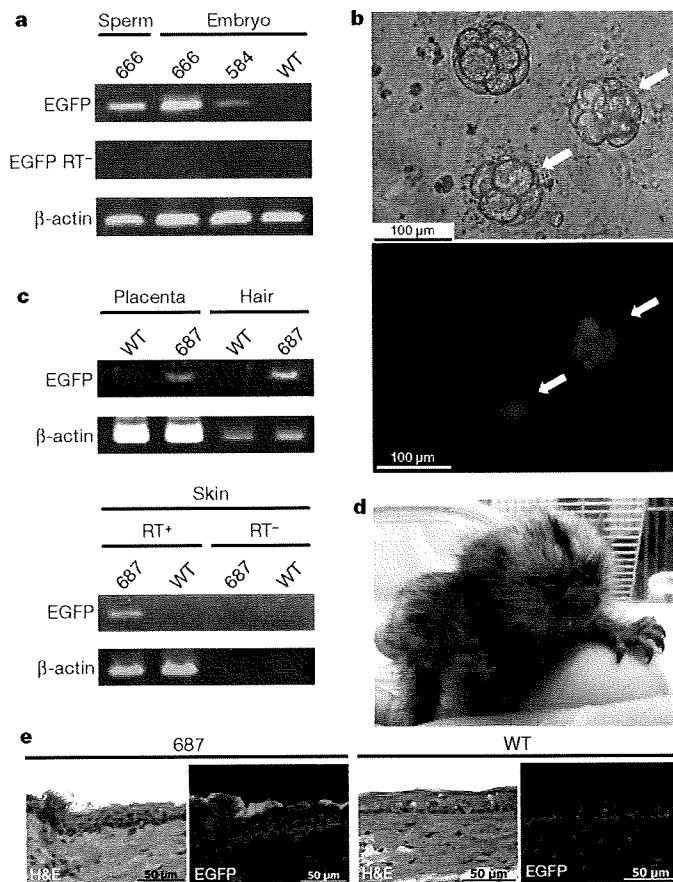 a
Sperm Embryo
666 666 584 WT
EGFP
EGFP RT⁻
β-actin
b
100 µm
100 µm
c
Placenta Hair
WT 687 WT 687
EGFP
β-actin
Skin
RT⁺ RT⁻
687 WT 687 WT
EGFP
β-actin
d
e
687 WT
H&E 50 µm EGFP 50 µm H&E 50 µm EGFP 50 µm